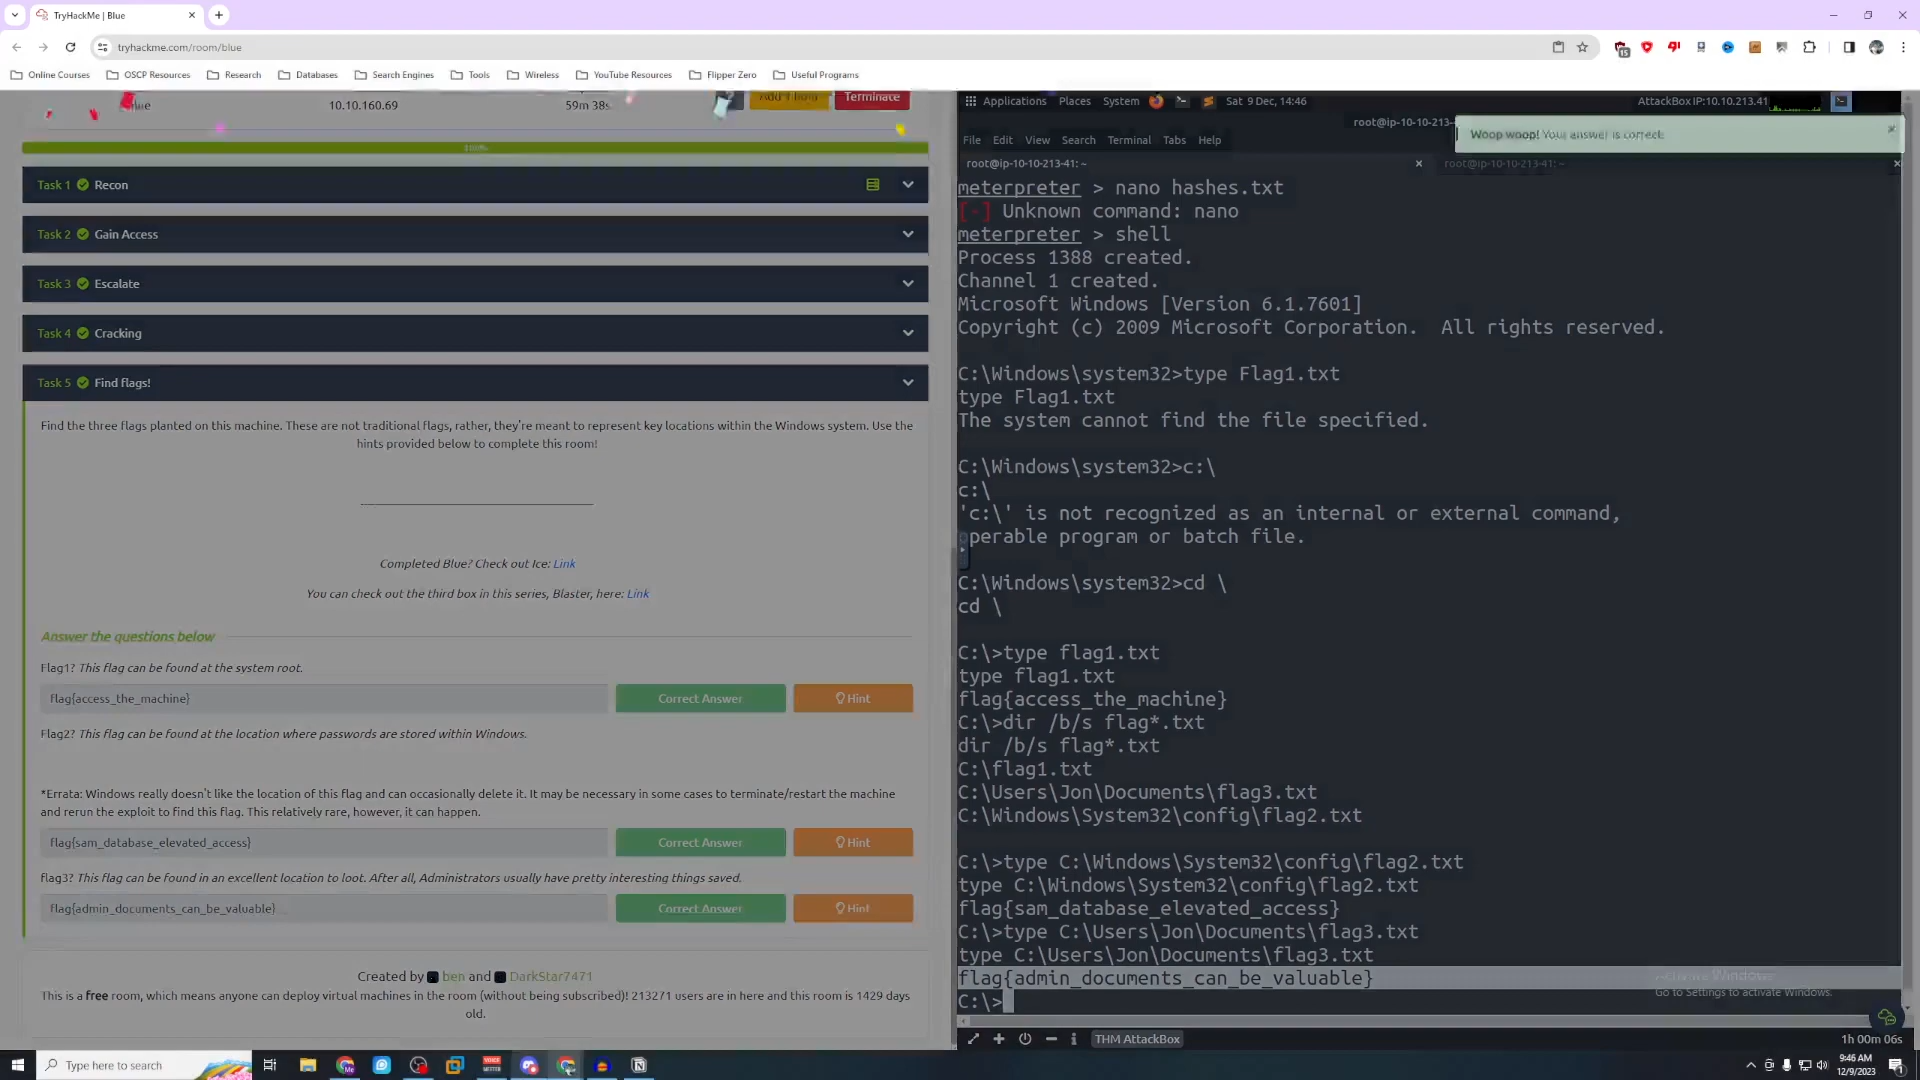 TryHackMe | Blue
tryhackme.com/room/blue
15
Online Courses
OSCP Resources
Research
Databases
Search Engines
Tools
Wireless
YouTube Resources
Flipper Zero
Useful Programs
10.10.160.69
59m 38s
Terminate
100%
Task 1 Recon
Task 2 Gain Access
Task 3 Escalate
Task 4 Cracking
Task 5 Find flags!
Find the three flags planted on this machine. These are not traditional flags, rather, they're meant to represent key locations within the Windows system. Use the
hints provided below to complete this room!
Completed Blue? Check out Ice: Link
You can check out the third box in this series, Blaster, here: Link
Answer the questions below
Flag1? This flag can be found at the system root.
flag{access_the_machine}
Correct Answer
Hint
Flag2? This flag can be found at the location where passwords are stored within Windows.
*Errata: Windows really doesn't like the location of this flag and can occasionally delete it. It may be necessary in some cases to terminate/restart the machine
and rerun the exploit to find this flag. This relatively rare, however, it can happen.
flag{sam_database_elevated_access}
Correct Answer
Hint
flag3? This flag can be found in an excellent location to loot. After all, Administrators usually have pretty interesting things saved.
flag{admin_documents_can_be_valuable}
Correct Answer
Hint
Created by ben and DarkStar7471
This is a free room, which means anyone can deploy virtual machines in the room (without being subscribed)! 213271 users are in here and this room is 1429 days
old.
Applications Places System
Sat 9 Dec, 14:46
AttackBox IP:10.10.213.41
root@ip-10-10-213-
Woop woop! Your answer is correct.
File Edit View Search Terminal Tabs Help
root@ip-10-10-213-41: ~
root@ip-10-10-213-41: ~
meterpreter > nano hashes.txt
[-] Unknown command: nano
meterpreter > shell
Process 1388 created.
Channel 1 created.
Microsoft Windows [Version 6.1.7601]
Copyright (c) 2009 Microsoft Corporation.  All rights reserved.
C:\Windows\system32>type Flag1.txt
type Flag1.txt
The system cannot find the file specified.
C:\Windows\system32>c:\
c:\
'c:\' is not recognized as an internal or external command,
operable program or batch file.
C:\Windows\system32>cd \
cd \
C:\>type flag1.txt
type flag1.txt
flag{access_the_machine}
C:\>dir /b/s flag*.txt
dir /b/s flag*.txt
C:\flag1.txt
C:\Users\Jon\Documents\flag3.txt
C:\Windows\System32\config\flag2.txt
C:\>type C:\Windows\System32\config\flag2.txt
type C:\Windows\System32\config\flag2.txt
flag{sam_database_elevated_access}
C:\>type C:\Users\Jon\Documents\flag3.txt
type C:\Users\Jon\Documents\flag3.txt
flag{admin_documents_can_be_valuable}
C:\>
Activate Windows
Go to Settings to activate Windows.
THM AttackBox
1h 00m 06s
Type here to search
9:46 AM
12/9/2023